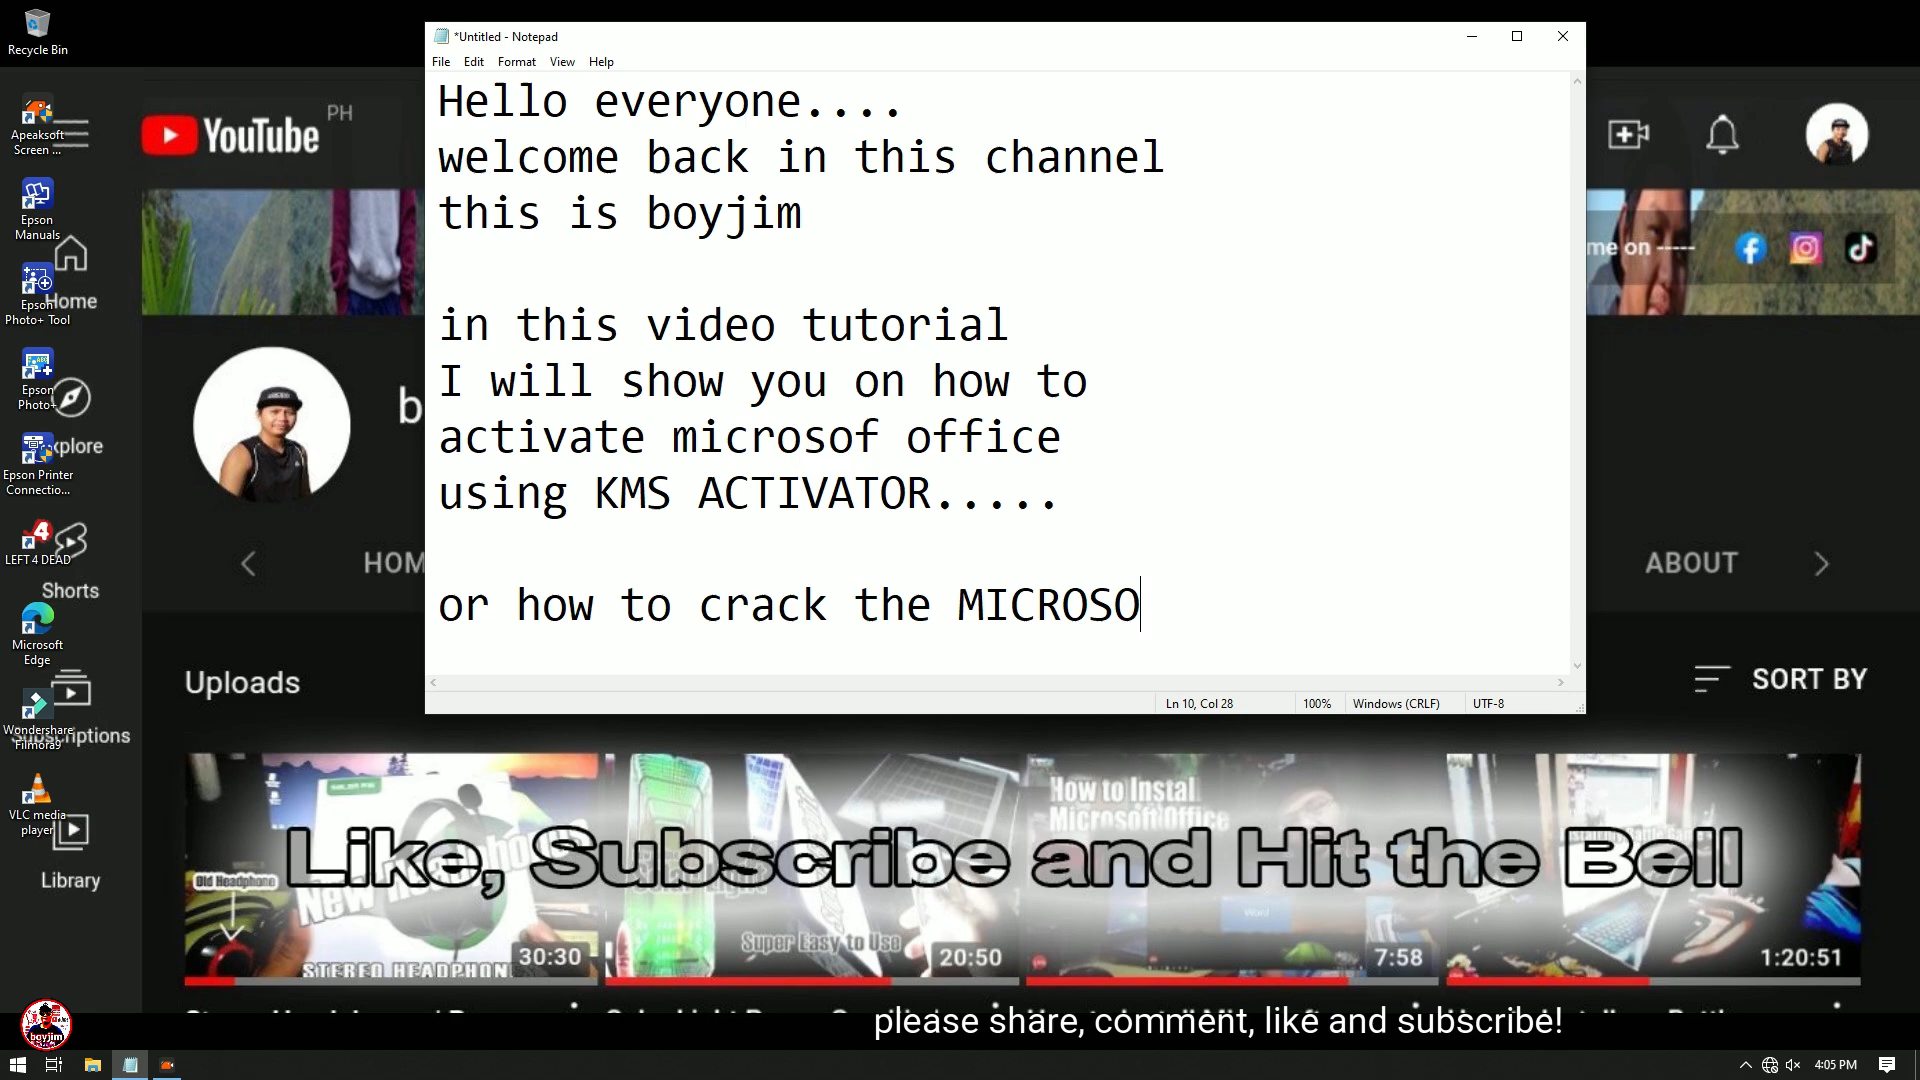 Recycle Bin
*Untitled - Notepad
File Edit Format View Help
Hello everyone....
welcome back in this channel
this is boyjim
in this video tutorial
I will show you on how to
activate microsof office
using KMS ACTIVATOR.....
or how to crack the MICROSO
Ln 10, Col 28
100%
Windows (CRLF)
UTF-8
YouTube PH
me on -----
Apeaksoft
Screen ...
Epson
Manuals
Epson
Photo+ Tool
Epson
Photo+
Epson Printer
Connectio...
LEFT 4 DEAD
Microsoft
Edge
Wondershare
Filmora9
VLC media
player
Home
xplore
Shorts
Library
b
HOM
ABOUT
Uploads
SORT BY
How to Instal
Microsoft Office
Old Headphone
New
Like, Subscribe and Hit the Bell
Super Easy to Use
STEREO HEADPHON
Word
30:30
20:50
7:58
1:20:51
please share, comment, like and subscribe!
boyjim
4:05 PM